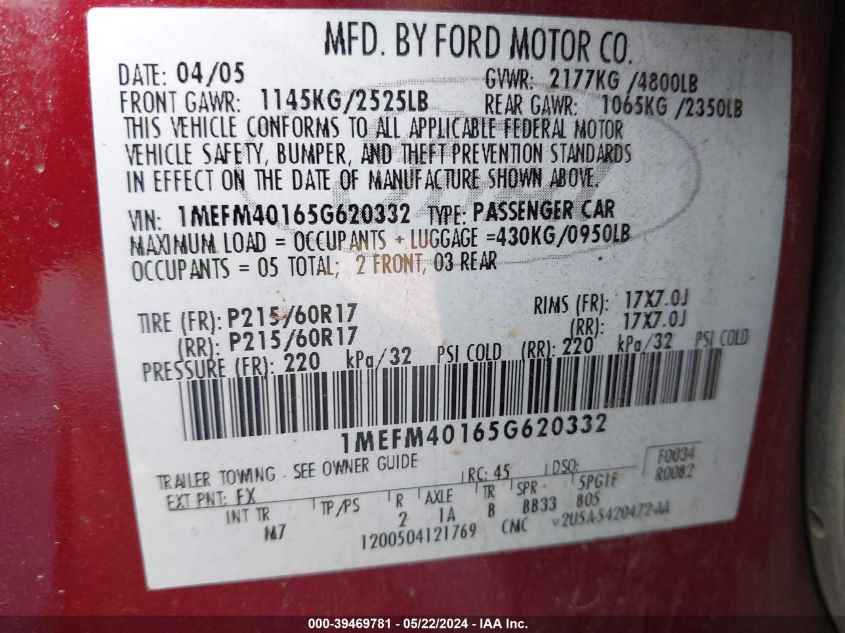 MFD. BY FORD MOTOR CO.
DATE: 04/05 GVWR: 2177KG /4800LB
FRONT GAWR: 1145KG/2525LB REAR GAWR: 1065KG /2350LB
THIS VEHICLE CONFORMS TO ALL APPLICABLE FEDERAL MOTOR
VEHICLE SAFETY, BUMPER, AND THEFT PREVENTION STANDARDS
IN EFFECT ON THE DATE OF MANUFACTURE SHOWN ABOVE.
VIN: 1MEFM40165G620332 TYPE: PASSENGER CAR
MAXIMUM LOAD = OCCUPANTS + LUGGAGE =430KG/0950LB
OCCUPANTS = 05 TOTAL; 2 FRONT, 03 REAR
TIRE (FR): P215/60R17 RIMS (FR): 17X7.0J
(RR): P215/60R17 (RR): 17X7.0J
PRESSURE (FR): 220 kPa/32 PSI COLD (RR): 220 kPa/32 PSI COLD
1MEFM40165G620332
TRAILER TOWING - SEE OWNER GUIDE RC: 45 DSO: F0034
EXT PNT: FX R0082
INT TR TP/PS R AXLE TR SPR 5PG1F
M7 2 1A B BB33 805
1200504121769 CMC 2U5A-5420472-AA
000-39469781 - 05/22/2024 - IAA Inc.